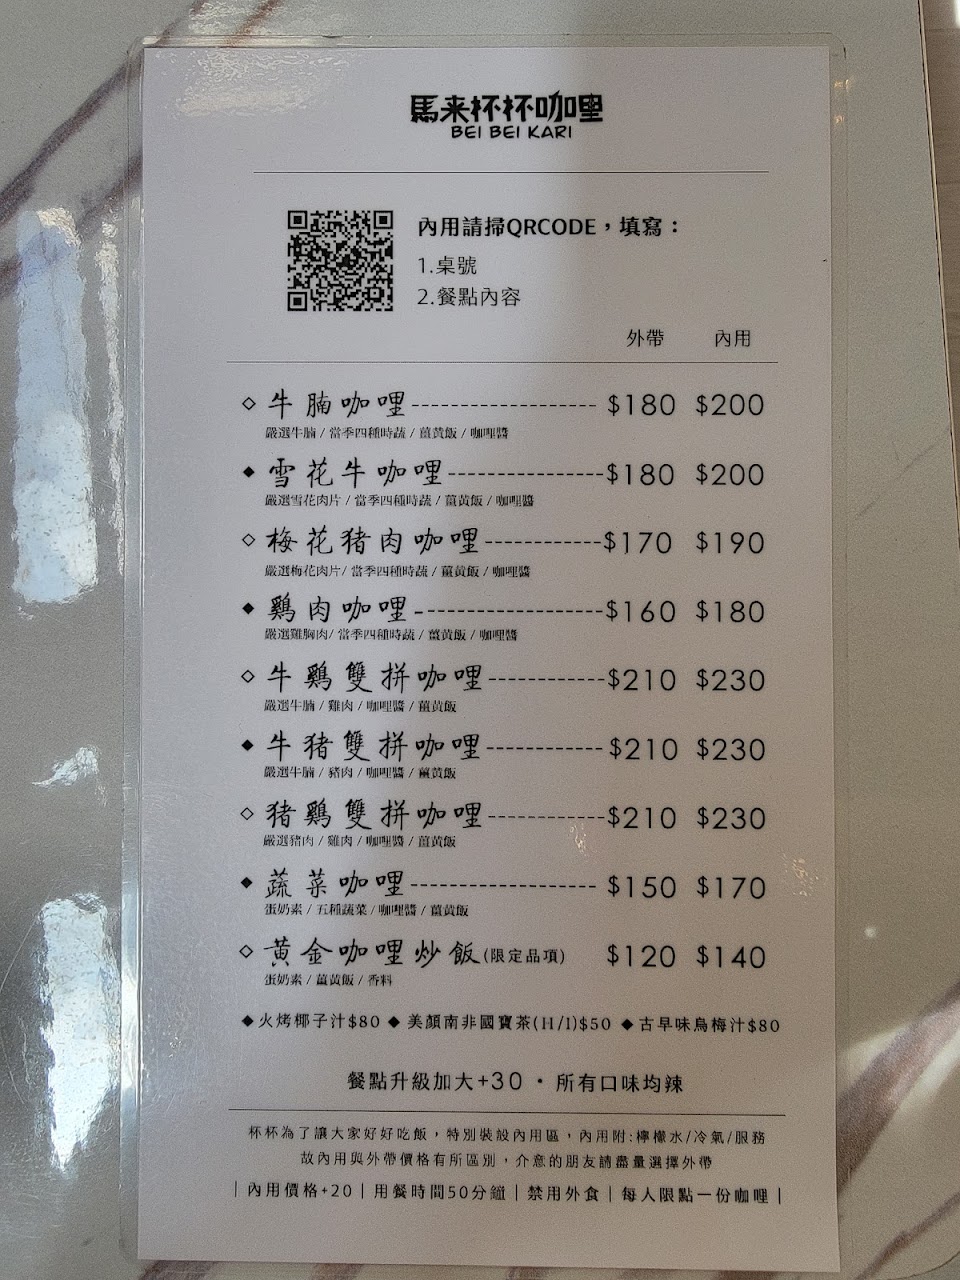 馬来杯杯咖哩
BEI BEI KARI
內用請掃QRCODE，填寫：
1.桌號
2.餐點內容
外帶 內用
◇ 牛腩咖哩------------------ $180 $200
嚴選牛腩 / 當季四種時蔬 / 薑黃飯 / 咖哩醬
◆ 雪花牛咖哩---------------$180 $200
嚴選雪花肉片 / 當季四種時蔬 / 薑黃飯 / 咖哩醬
◇ 梅花猪肉咖哩------------$170 $190
嚴選梅花肉片/ 當季四種時蔬 / 薑黃飯 / 咖哩醬
◆ 鷄肉咖哩------------------$160 $180
嚴選雞胸肉/ 當季四種時蔬 / 薑黃飯 / 咖哩醬
◇ 牛鷄雙拼咖哩------------$210 $230
嚴選牛腩 / 雞肉 / 咖哩醬 / 薑黃飯
◆ 牛猪雙拼咖哩------------ $210 $230
嚴選牛腩 / 豬肉 / 咖哩醬 / 薑黃飯
◇ 猪鷄雙拼咖哩------------$210 $230
嚴選豬肉 / 雞肉 / 咖哩醬 / 薑黃飯
◆ 蔬菜咖哩------------------ $150 $170
蛋奶素 / 五種蔬菜 / 咖哩醬 / 薑黃飯
◇ 黃金咖哩炒飯(限定品項) $120 $140
蛋奶素 / 薑黃飯 / 香料
◆火烤椰子汁$80 ◆ 美顏南非國寶茶(H/I)$50 ◆古早味烏梅汁$80
餐點升級加大+30・所有口味均辣
杯杯為了讓大家好好吃飯，特別裝設內用區，內用附:檸檬水/冷氣/服務
故內用與外帶價格有所區別，介意的朋友請盡量選擇外帶
｜內用價格+20｜用餐時間50分鐘｜禁用外食｜每人限點一份咖哩｜